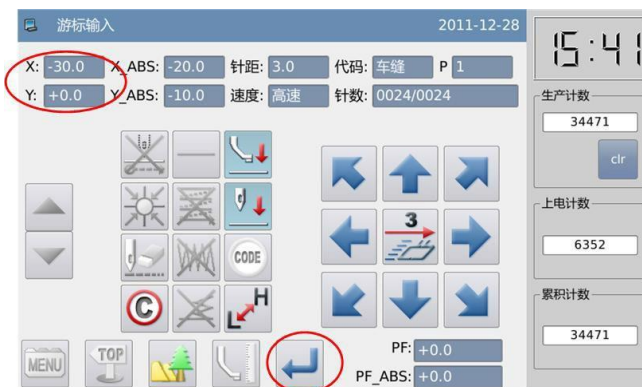 游标输入 2011-12-28
15:41
X: -30.0 X_ABS: -20.0 针距: 3.0 代码: 车缝 P 1
Y: +0.0 Y_ABS: -10.0 速度: 高速 针数: 0024/0024
生产计数
34471
clr
上电计数
6352
累积计数
34471
3
CODE
C
H
MENU
TOP
PF: +0.0
PF_ABS: +0.0